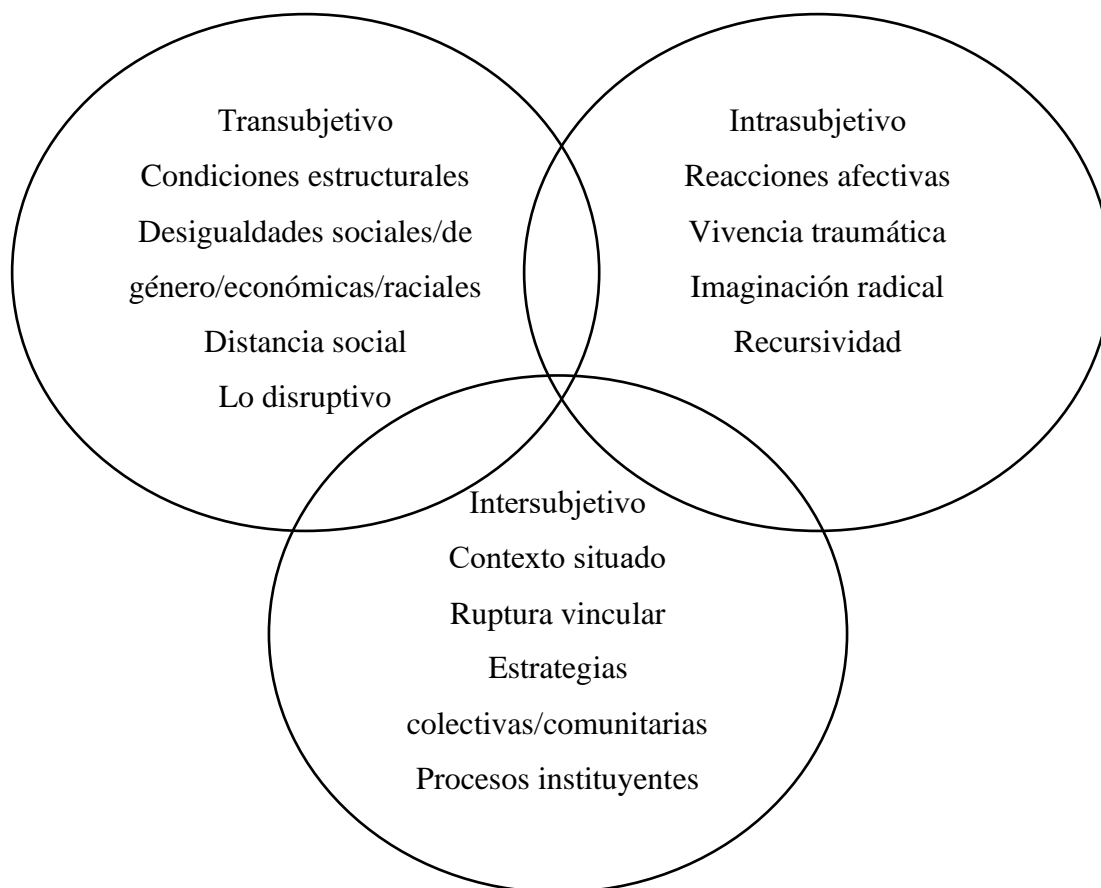 Transubjetivo
Condiciones estructurales
Desigualdades sociales/de
género/económicas/raciales
Distancia social
Lo disruptivo
Intrasubjetivo
Reacciones afectivas
Vivencia traumática
Imaginación radical
Recursividad
Intersubjetivo
Contexto situado
Ruptura vincular
Estrategias
colectivas/comunitarias
Procesos instituyentes